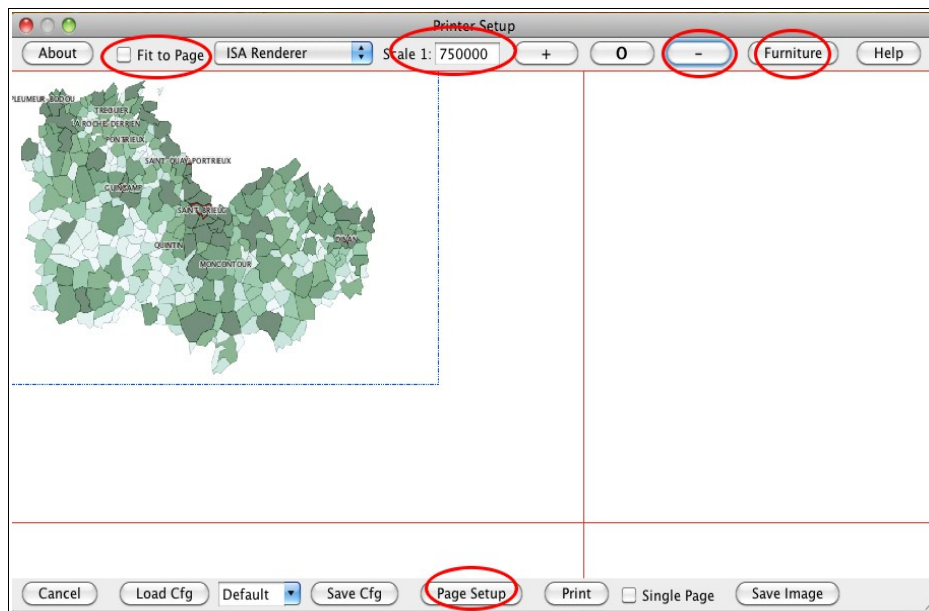 Printer Setup
About Fit to Page ISA Renderer Scale 1: 750000 + O - Furniture Help
PLEUMEUR-BODOU
TREGUIER
LA ROCHE-DERRIEN
PONTRIEUX
SAINT-QUAY-PORTRIEUX
GUINGAMP
SAINT-BRIEUC
DINAN
QUINTIN
MONCONTOUR
Cancel Load Cfg Default Save Cfg Page Setup Print Single Page Save Image